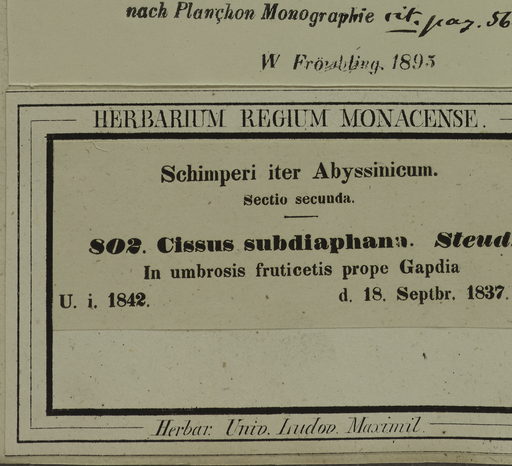 nach Planchon Monographie cit. pag. 56
W Frömbling, 1895
HERBARIUM REGIUM MONACENSE.
Schimperi iter Abyssinicum.
Sectio secunda.
802. Cissus subdiaphana. Steud.
In umbrosis fruticetis prope Gapdia
U. i. 1842. d. 18. Septbr. 1837.
Herbar. Univ. Ludov. Maximil.